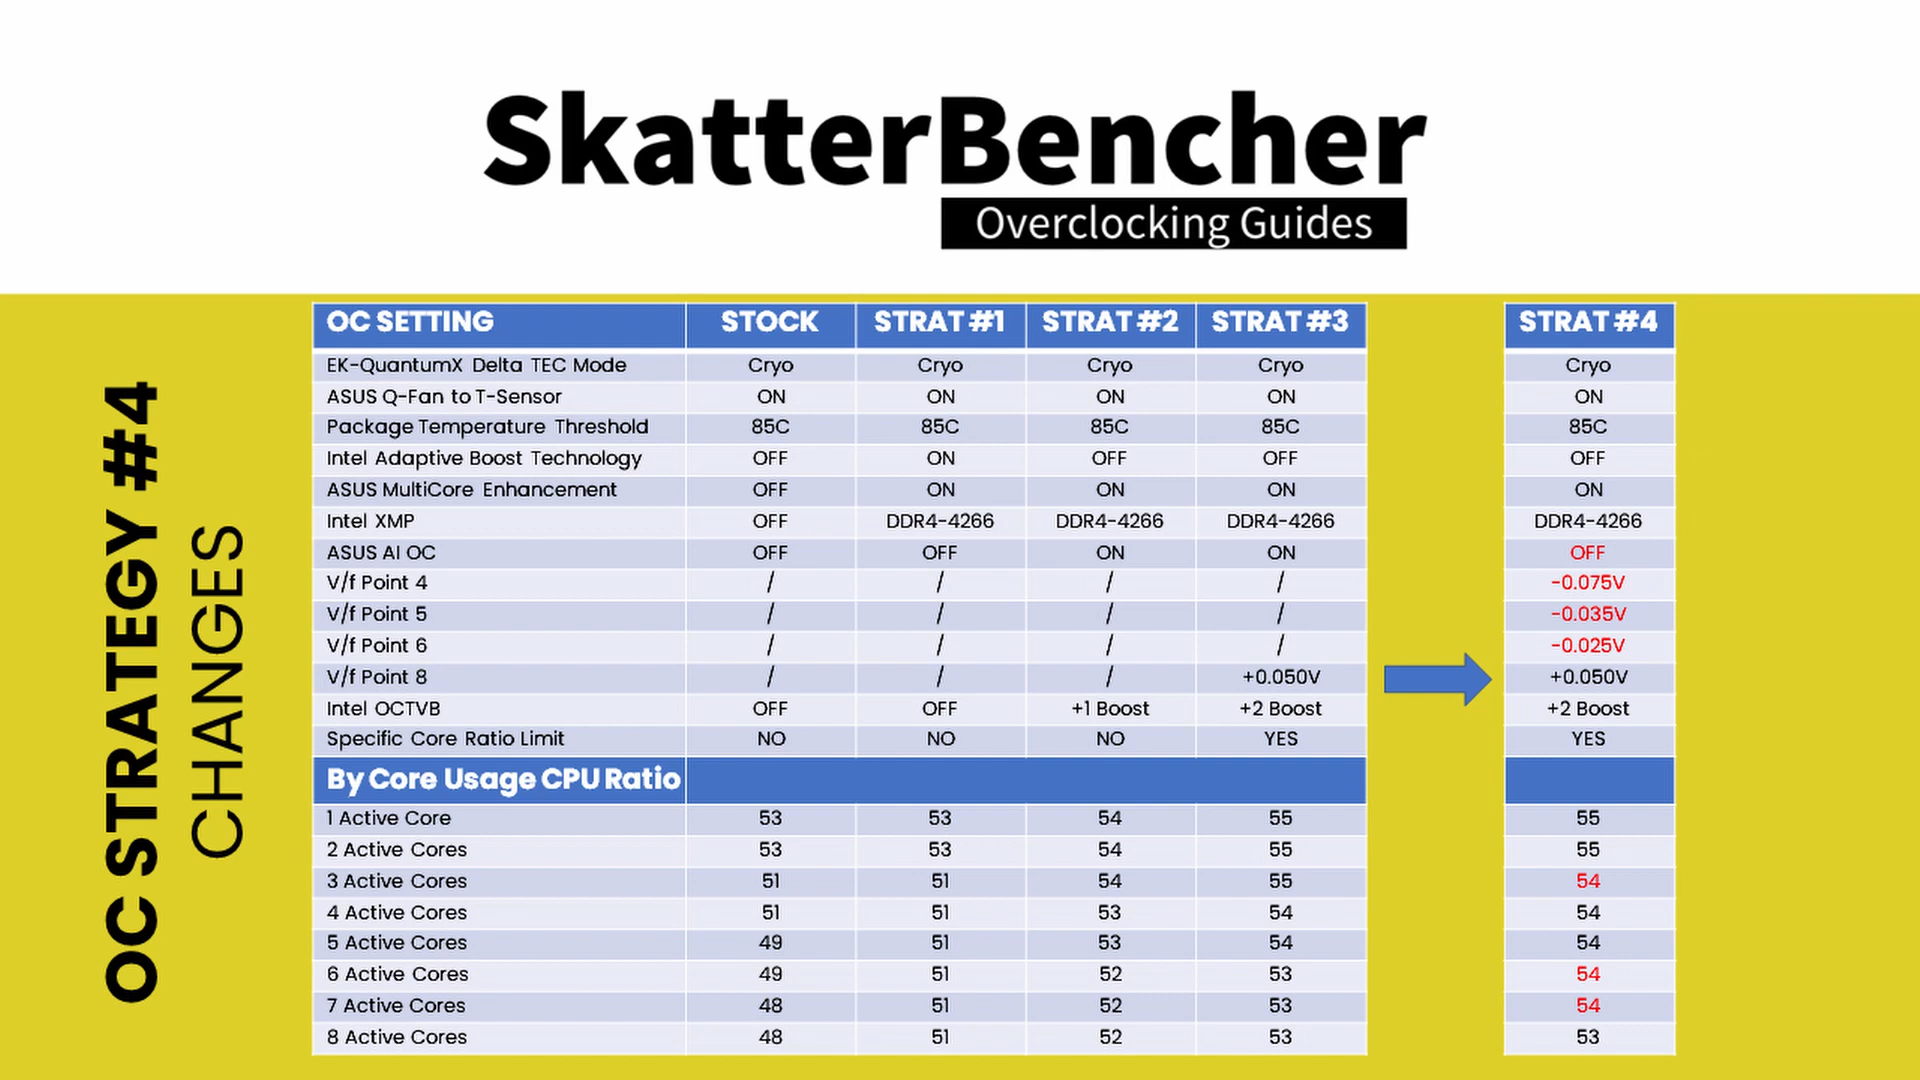 SkatterBencher
Overclocking Guides
OC STRATEGY #4
CHANGES
OC SETTING STOCK STRAT #1 STRAT #2 STRAT #3 STRAT #4
EK-QuantumX Delta TEC Mode Cryo Cryo Cryo Cryo Cryo
ASUS Q-Fan to T-Sensor ON ON ON ON ON
Package Temperature Threshold 85C 85C 85C 85C 85C
Intel Adaptive Boost Technology OFF ON OFF OFF OFF
ASUS MultiCore Enhancement OFF ON ON ON ON
Intel XMP OFF DDR4-4266 DDR4-4266 DDR4-4266 DDR4-4266
ASUS AI OC OFF OFF ON ON OFF
V/f Point 4 / / / / -0.075V
V/f Point 5 / / / / -0.035V
V/f Point 6 / / / / -0.025V
V/f Point 8 / / / +0.050V +0.050V
Intel OCTVB OFF OFF +1 Boost +2 Boost +2 Boost
Specific Core Ratio Limit NO NO NO YES YES
By Core Usage CPU Ratio
1 Active Core 53 53 54 55 55
2 Active Cores 53 53 54 55 55
3 Active Cores 51 51 54 55 54
4 Active Cores 51 51 53 54 54
5 Active Cores 49 51 53 54 54
6 Active Cores 49 51 52 53 54
7 Active Cores 48 51 52 53 54
8 Active Cores 48 51 52 53 53